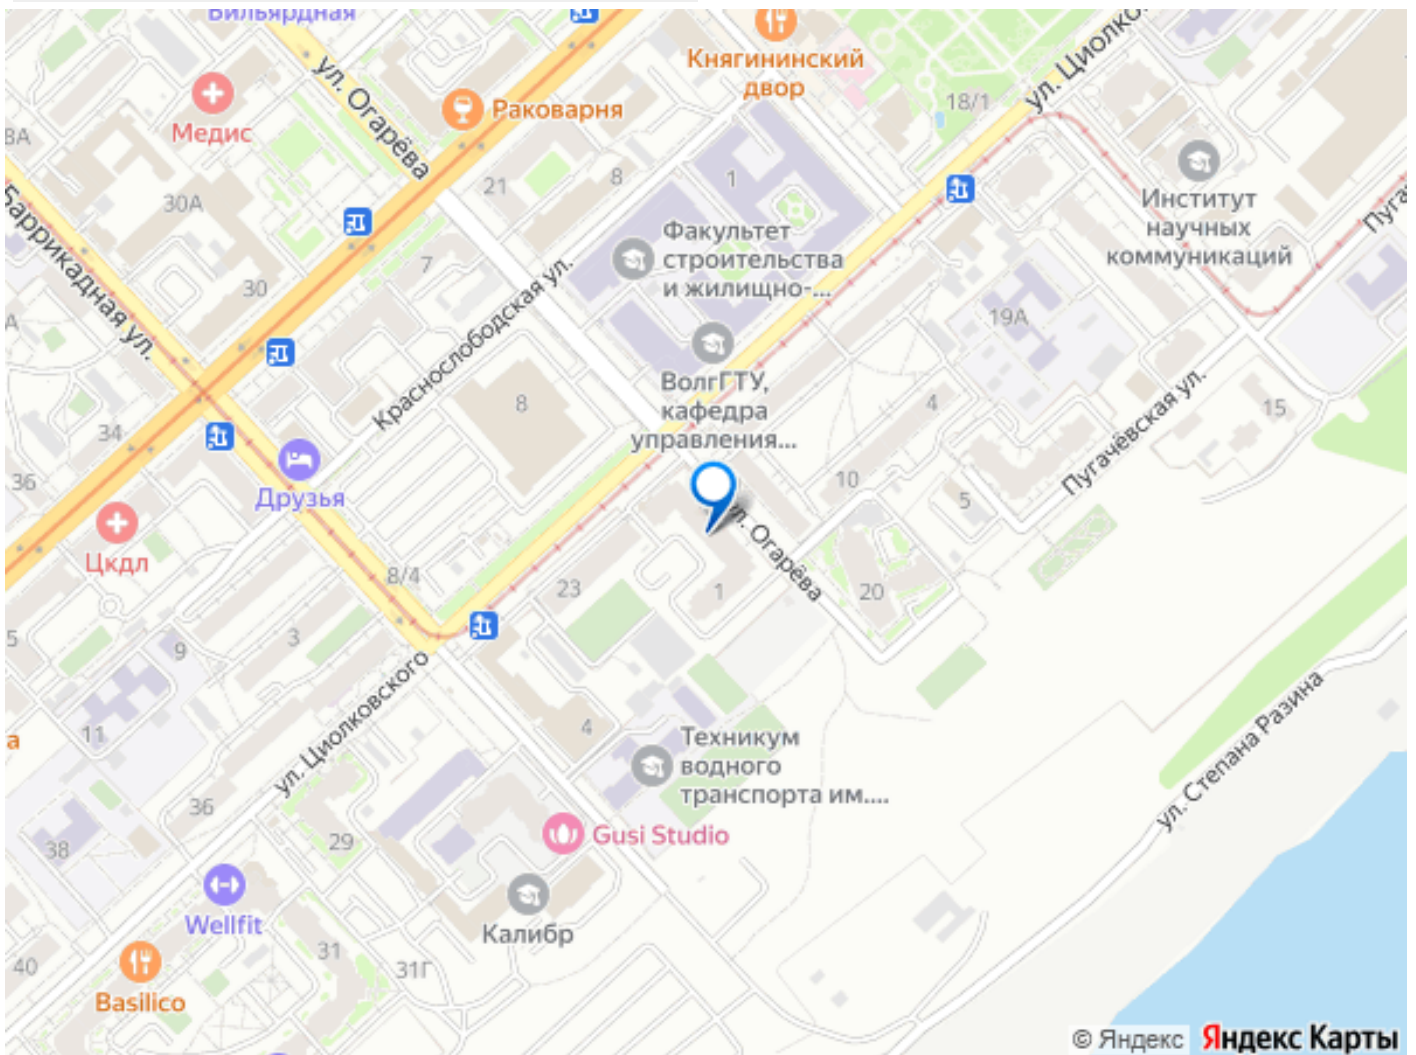 Бильярдная
ул. Огарёва
Медис
Раковарня
Княгининский
двор
ул. Циолко
18/1
8А
30А
21
8
1
Институт
научных
коммуникаций
Пуга
Баррикадная ул.
Факультет
строительства
и жилищно-...
7
30
А
Краснослободская ул.
19А
ВолгГТУ,
кафедра
управления...
8
4
15
34
36
Друзья
10
5
Пугачёвская ул.
Цкдл
ул. Огарёва
8/4
23
1
20
5
9
3
11
а
ул. Циолковского
4
Техникум
водного
транспорта им....
ул. Степана Разина
36
38
29
Gusi Studio
Wellfit
Калибр
40
31
31Г
Basilico
© Яндекс Яндекс Карты